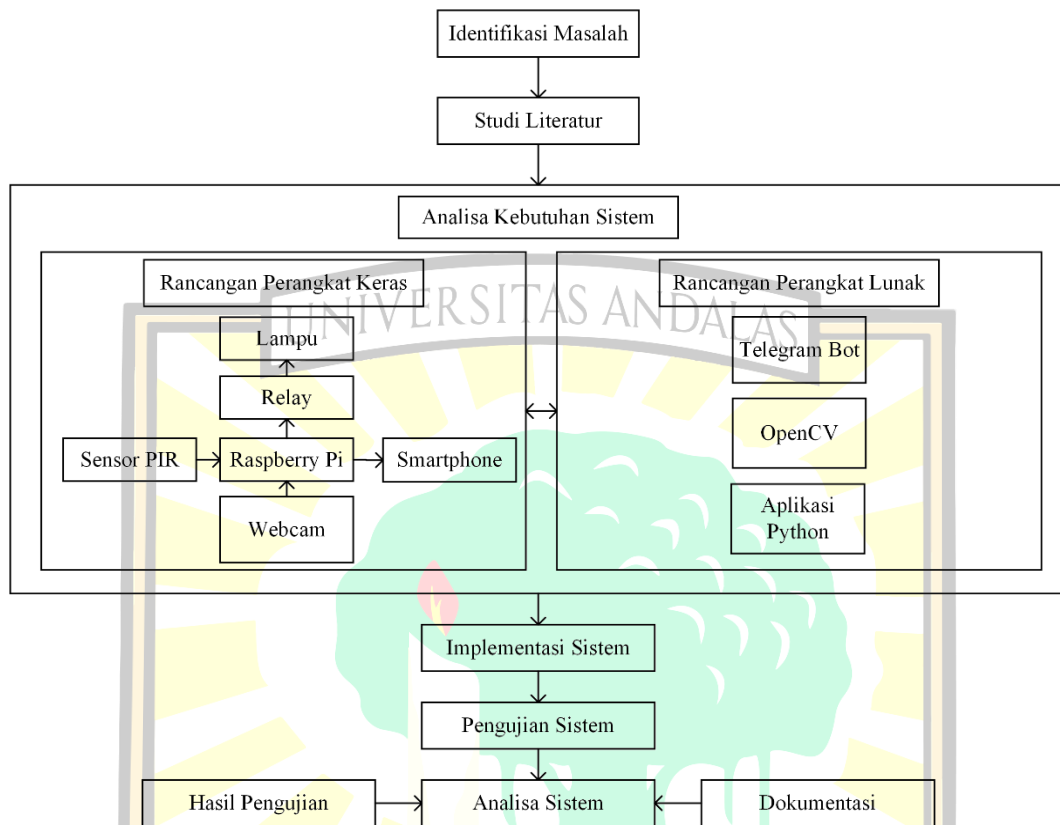 Identifikasi Masalah
Studi Literatur
Analisa Kebutuhan Sistem
Rancangan Perangkat Keras
Lampu
Relay
Sensor PIR
Raspberry Pi
Smartphone
Webcam
Rancangan Perangkat Lunak
UNIVERSITAS ANDALAS
Telegram Bot
OpenCV
Aplikasi
Python
Implementasi Sistem
Pengujian Sistem
Hasil Pengujian
Analisa Sistem
Dokumentasi